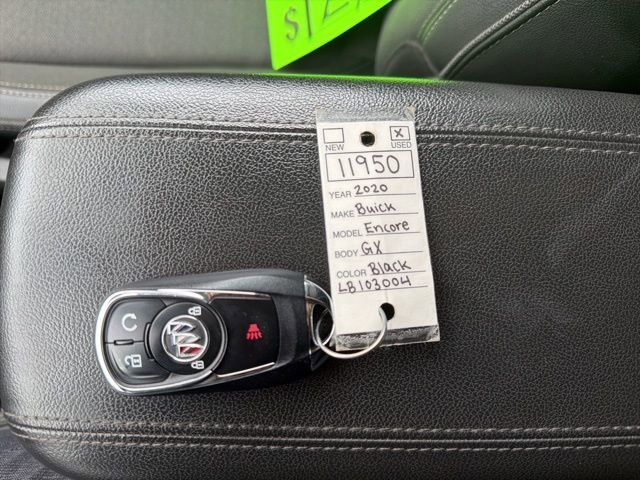 $
NEW X USED
11950
YEAR 2020
MAKE Buick
MODEL Encore
BODY GX
COLOR Black
LB103004